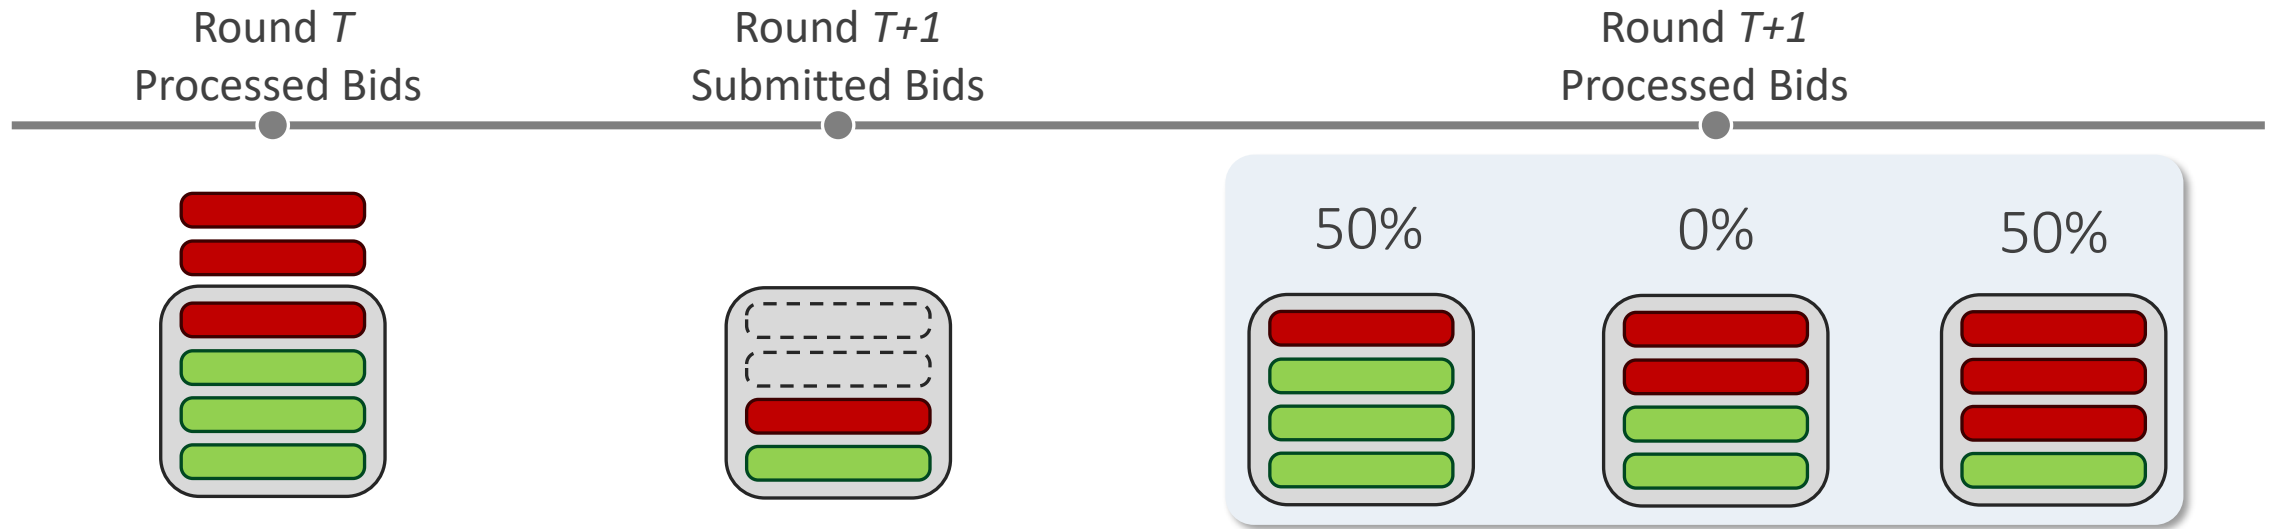 Round T
Processed Bids
Round T+1
Submitted Bids
Round T+1
Processed Bids
50%
0%
50%